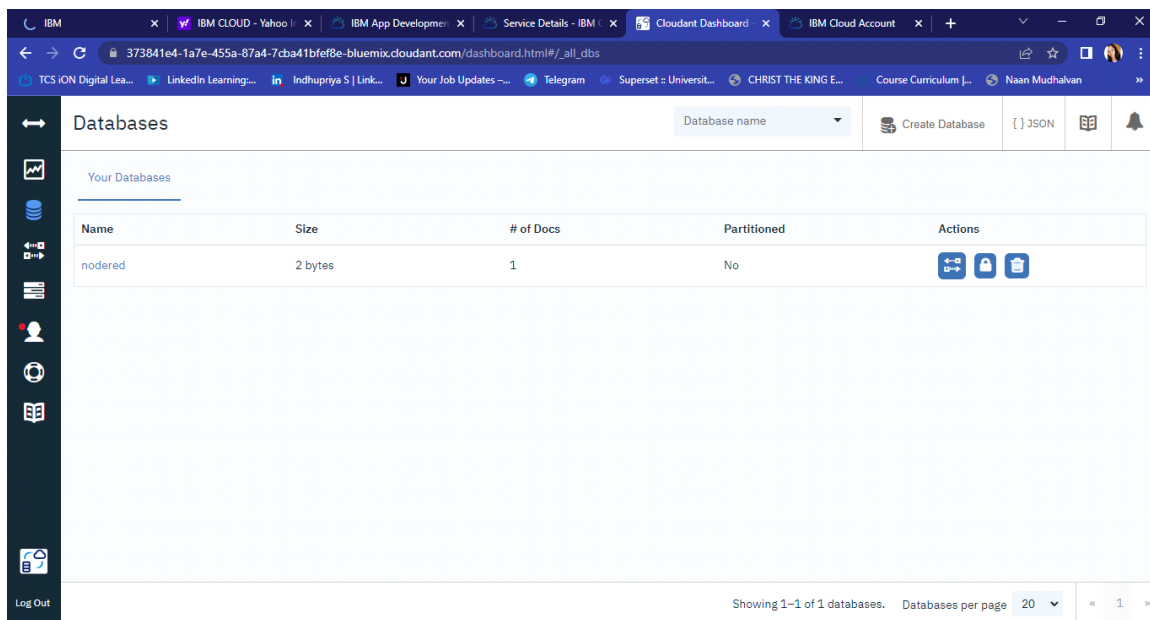 IBM
IBM CLOUD - Yahoo I
IBM App Developmen
Service Details - IBM
Cloudant Dashboard
IBM Cloud Account
373841e4-1a7e-455a-87a4-7cba41bfef8e-bluemix.cloudant.com/dashboard.html#/_all_dbs
TCS iON Digital Lea...
LinkedIn Learning:...
Indhupriya S | Link...
Your Job Updates –...
Telegram
Superset :: Universit...
CHRIST THE KING E...
Course Curriculum |...
Naan Mudhalvan
Databases
Database name
Create Database
{ } JSON
Your Databases
Name Size # of Docs Partitioned Actions
nodered 2 bytes 1 No
Log Out
Showing 1–1 of 1 databases. Databases per page 20 « 1 »